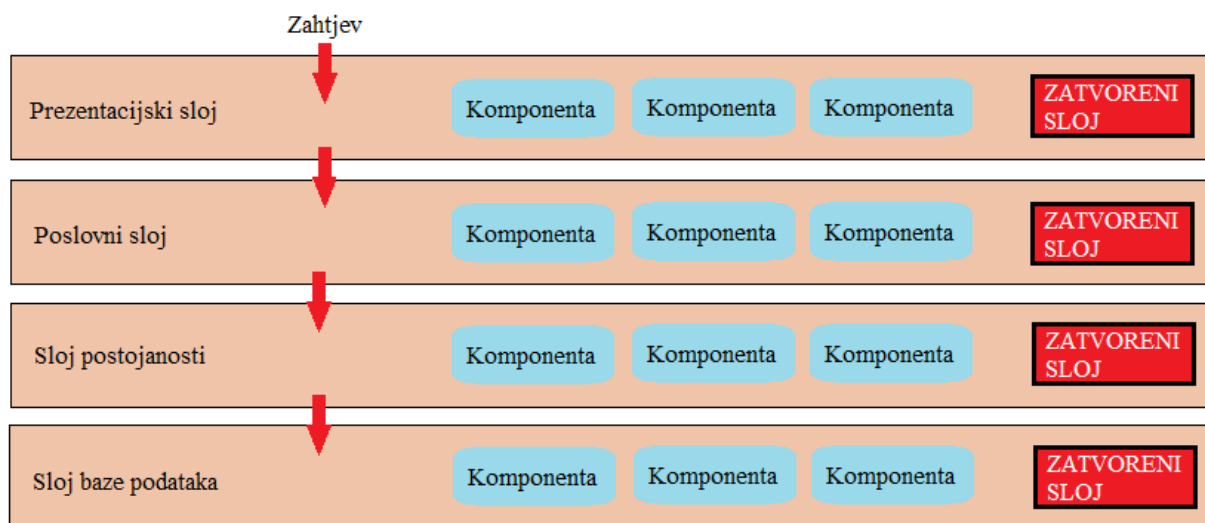 Zahtjev
Prezentacijski sloj
Komponenta
Komponenta
Komponenta
ZATVORENI
SLOJ
Poslovni sloj
Komponenta
Komponenta
Komponenta
ZATVORENI
SLOJ
Sloj postojanosti
Komponenta
Komponenta
Komponenta
ZATVORENI
SLOJ
Sloj baze podataka
Komponenta
Komponenta
Komponenta
ZATVORENI
SLOJ